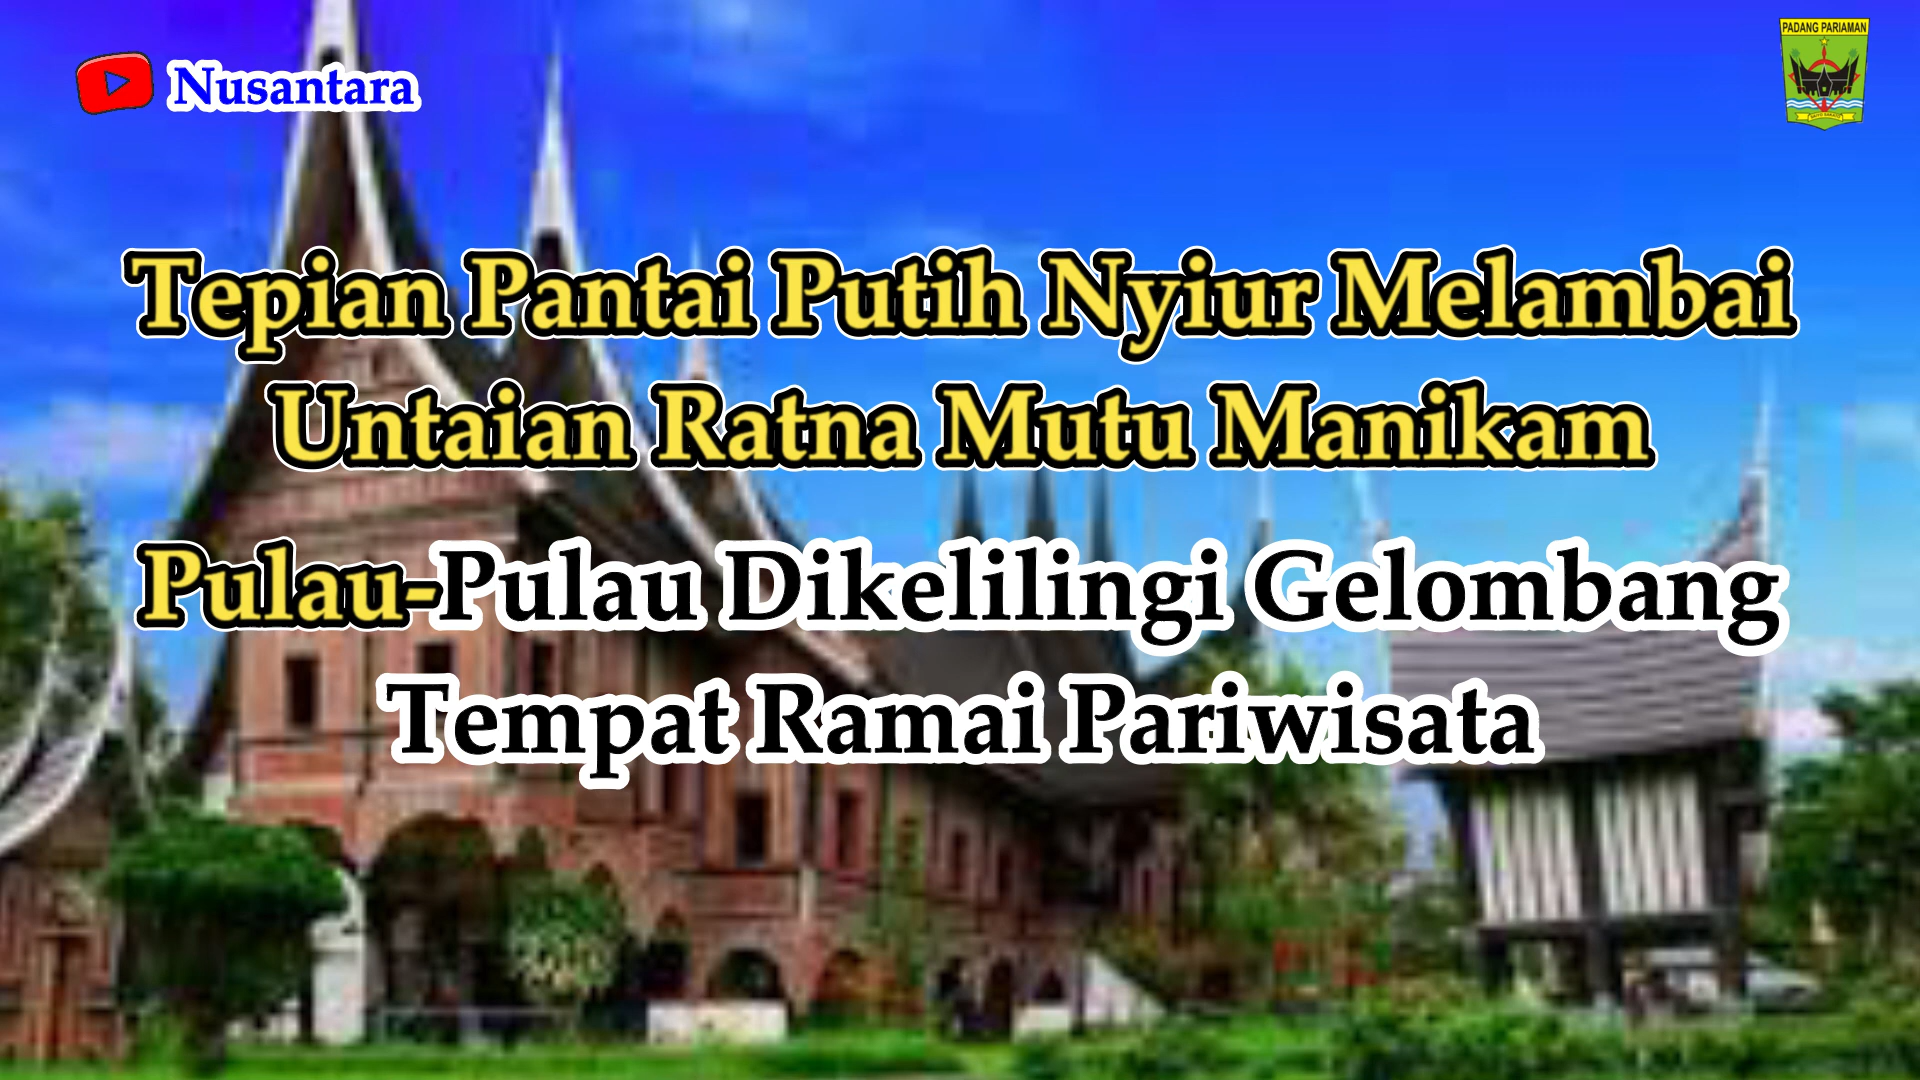 Nusantara
PADANG PARIAMAN
Tepian Pantai Putih Nyiur Melambai
Untaian Ratna Mutu Manikam
Pulau-Pulau Dikelilingi Gelombang
Tempat Ramai Pariwisata